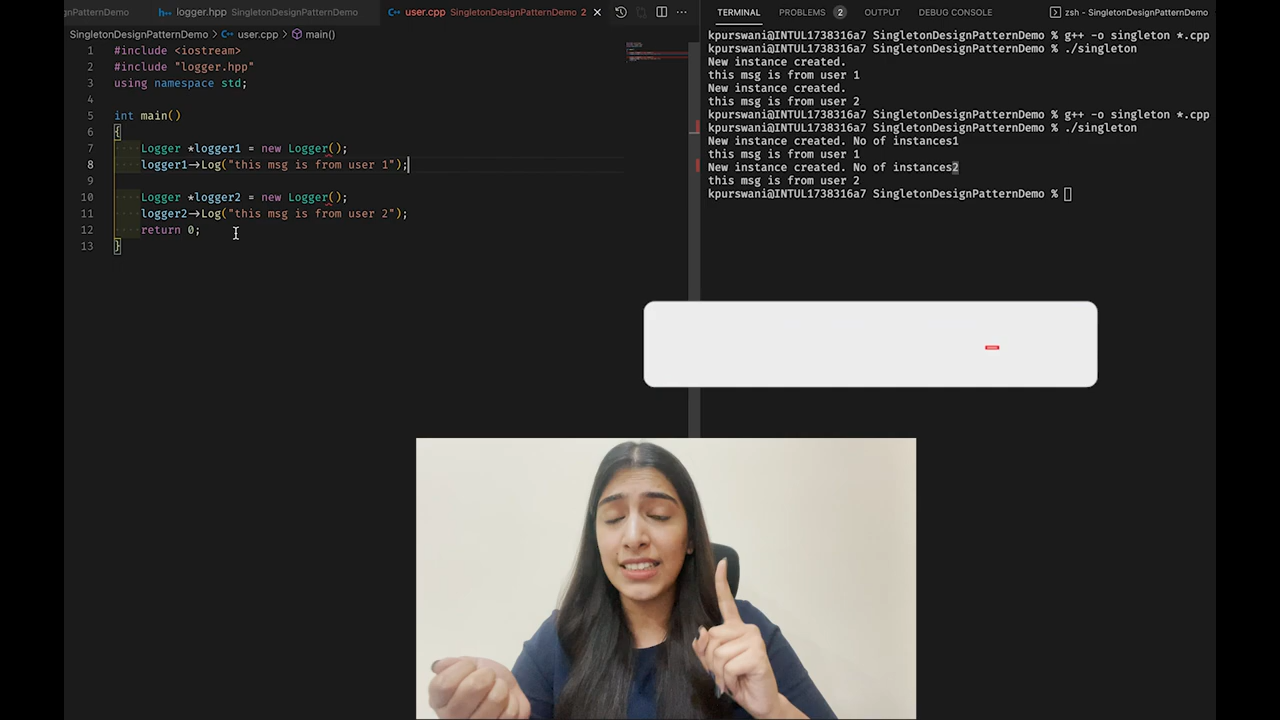 gnPatternDemo
logger.hpp SingletonDesignPatternDemo
user.cpp SingletonDesignPatternDemo 2
SingletonDesignPatternDemo > user.cpp > main()
1 #include <iostream>
2 #include "logger.hpp"
3 using namespace std;
4
5 int main()
6 {
7 Logger *logger1 = new Logger();
8 logger1->Log("this msg is from user 1");
9
10 Logger *logger2 = new Logger();
11 logger2->Log("this msg is from user 2");
12 return 0;
13 }
TERMINAL PROBLEMS 2 OUTPUT DEBUG CONSOLE zsh - SingletonDesignPatternDemo
kpurswani@INTUL1738316a7 SingletonDesignPatternDemo % g++ -o singleton *.cpp
kpurswani@INTUL1738316a7 SingletonDesignPatternDemo % ./singleton
New instance created.
this msg is from user 1
New instance created.
this msg is from user 2
kpurswani@INTUL1738316a7 SingletonDesignPatternDemo % g++ -o singleton *.cpp
kpurswani@INTUL1738316a7 SingletonDesignPatternDemo % ./singleton
New instance created. No of instances1
this msg is from user 1
New instance created. No of instances2
this msg is from user 2
kpurswani@INTUL1738316a7 SingletonDesignPatternDemo %